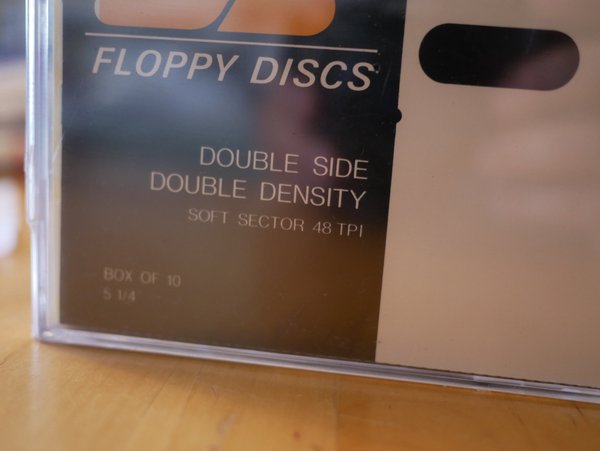 FLOPPY DISCS
DOUBLE SIDE
DOUBLE DENSITY
SOFT SECTOR 48 TPI
BOX OF 10
5 1/4